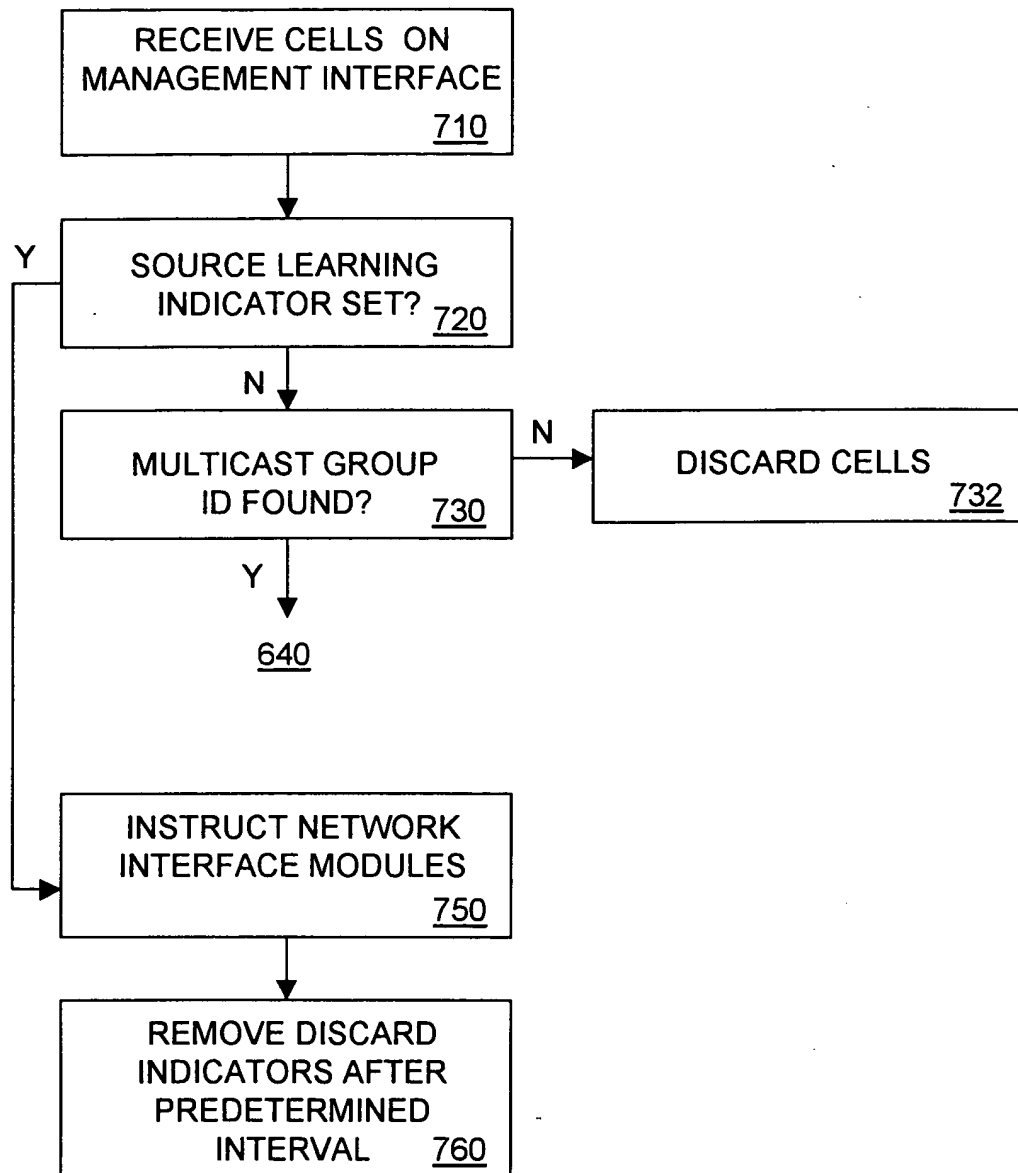 RECEIVE CELLS ON
MANAGEMENT INTERFACE
710
Y
SOURCE LEARNING
INDICATOR SET?
720
N
MULTICAST GROUP
ID FOUND?
730
N
DISCARD CELLS
732
Y
640
INSTRUCT NETWORK
INTERFACE MODULES
750
REMOVE DISCARD
INDICATORS AFTER
PREDETERMINED
INTERVAL
760